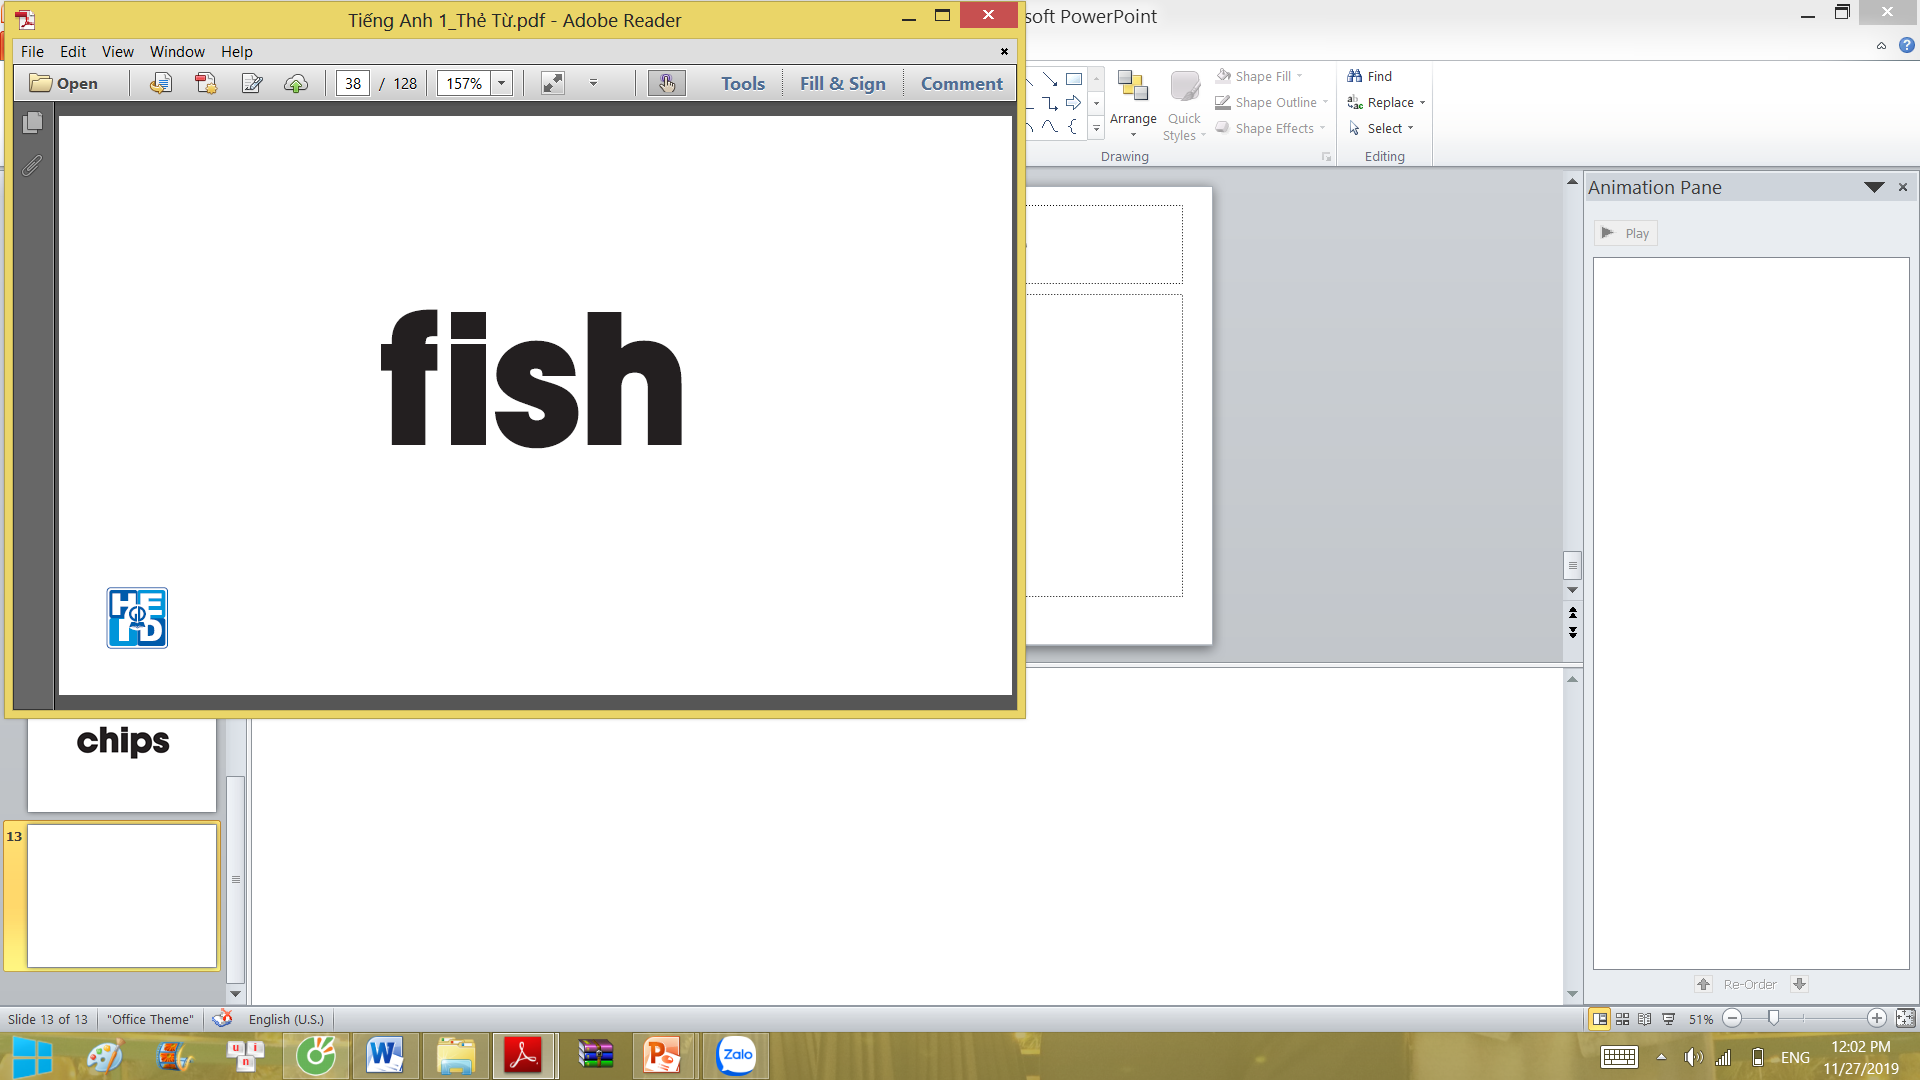 Tiếng Anh 1_Thẻ Từ.pdf - Adobe Reader
soft PowerPoint
File Edit View Window Help
Open 38 / 128 157% Tools Fill & Sign Comment
Arrange
Quick Styles
Shape Fill
Shape Outline
Shape Effects
Drawing
Find
Replace
Select
Editing
Animation Pane
Play
fish
HEID
chips
13
Re-Order
Slide 13 of 13 "Office Theme" English (U.S.) 51%
Zalo
ENG
12:02 PM
11/27/2019